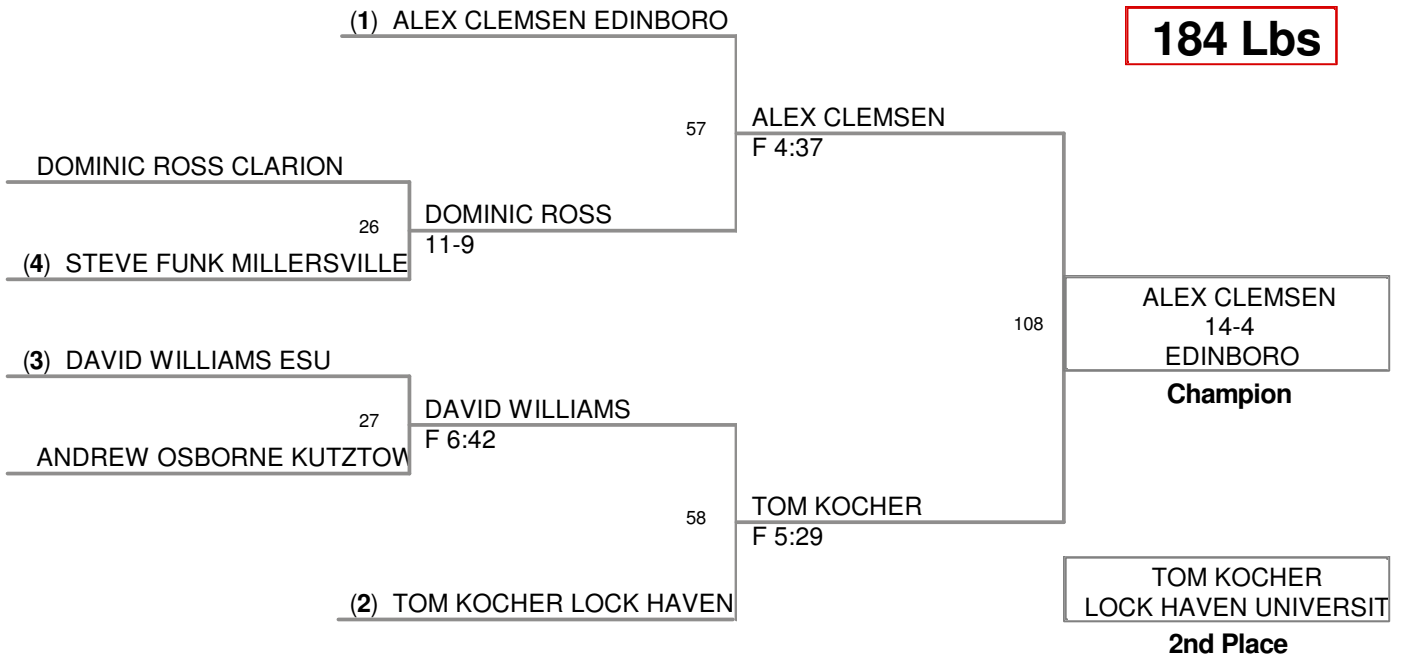 (1) ALEX CLEMSEN EDINBORO
184 Lbs
57
ALEX CLEMSEN
F 4:37
DOMINIC ROSS CLARION
26
DOMINIC ROSS
11-9
(4) STEVE FUNK MILLERSVILLE
108
ALEX CLEMSEN
14-4
EDINBORO
Champion
(3) DAVID WILLIAMS ESU
27
DAVID WILLIAMS
F 6:42
ANDREW OSBORNE KUTZTOW
58
TOM KOCHER
F 5:29
(2) TOM KOCHER LOCK HAVEN
TOM KOCHER
LOCK HAVEN UNIVERSIT
2nd Place